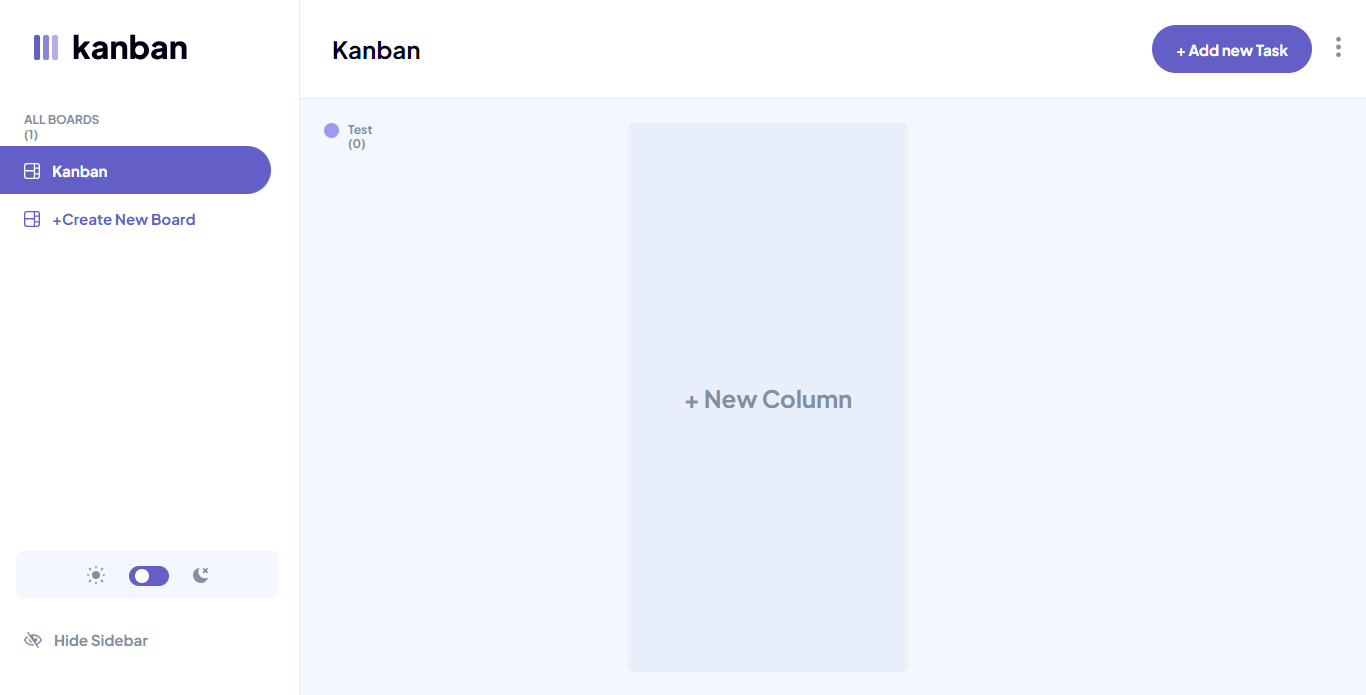 kanban
ALL BOARDS
(1)
Kanban
+Create New Board
Hide Sidebar
Kanban
+ Add new Task
Test
(0)
+ New Column